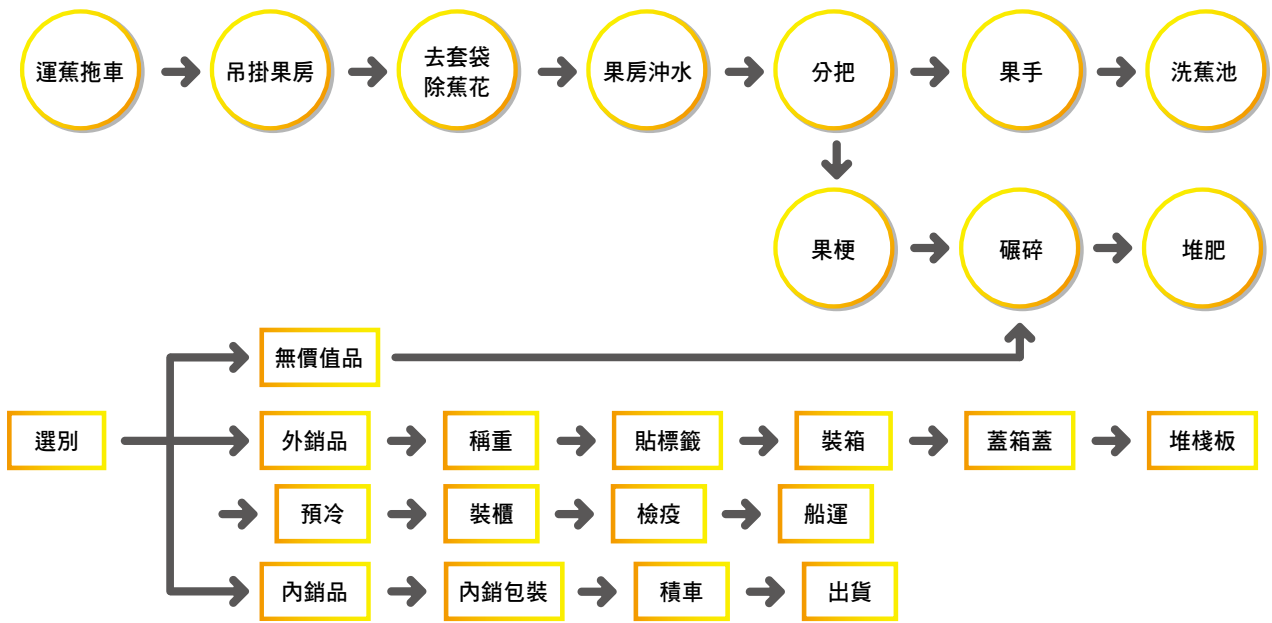 運蕉拖車
吊掛果房
去套袋
除蕉花
果房沖水
分把
果手
洗蕉池
果梗
碾碎
堆肥
無價值品
選別
外銷品
稱重
貼標籤
裝箱
蓋箱蓋
堆棧板
預冷
裝櫃
檢疫
船運
內銷品
內銷包裝
積車
出貨